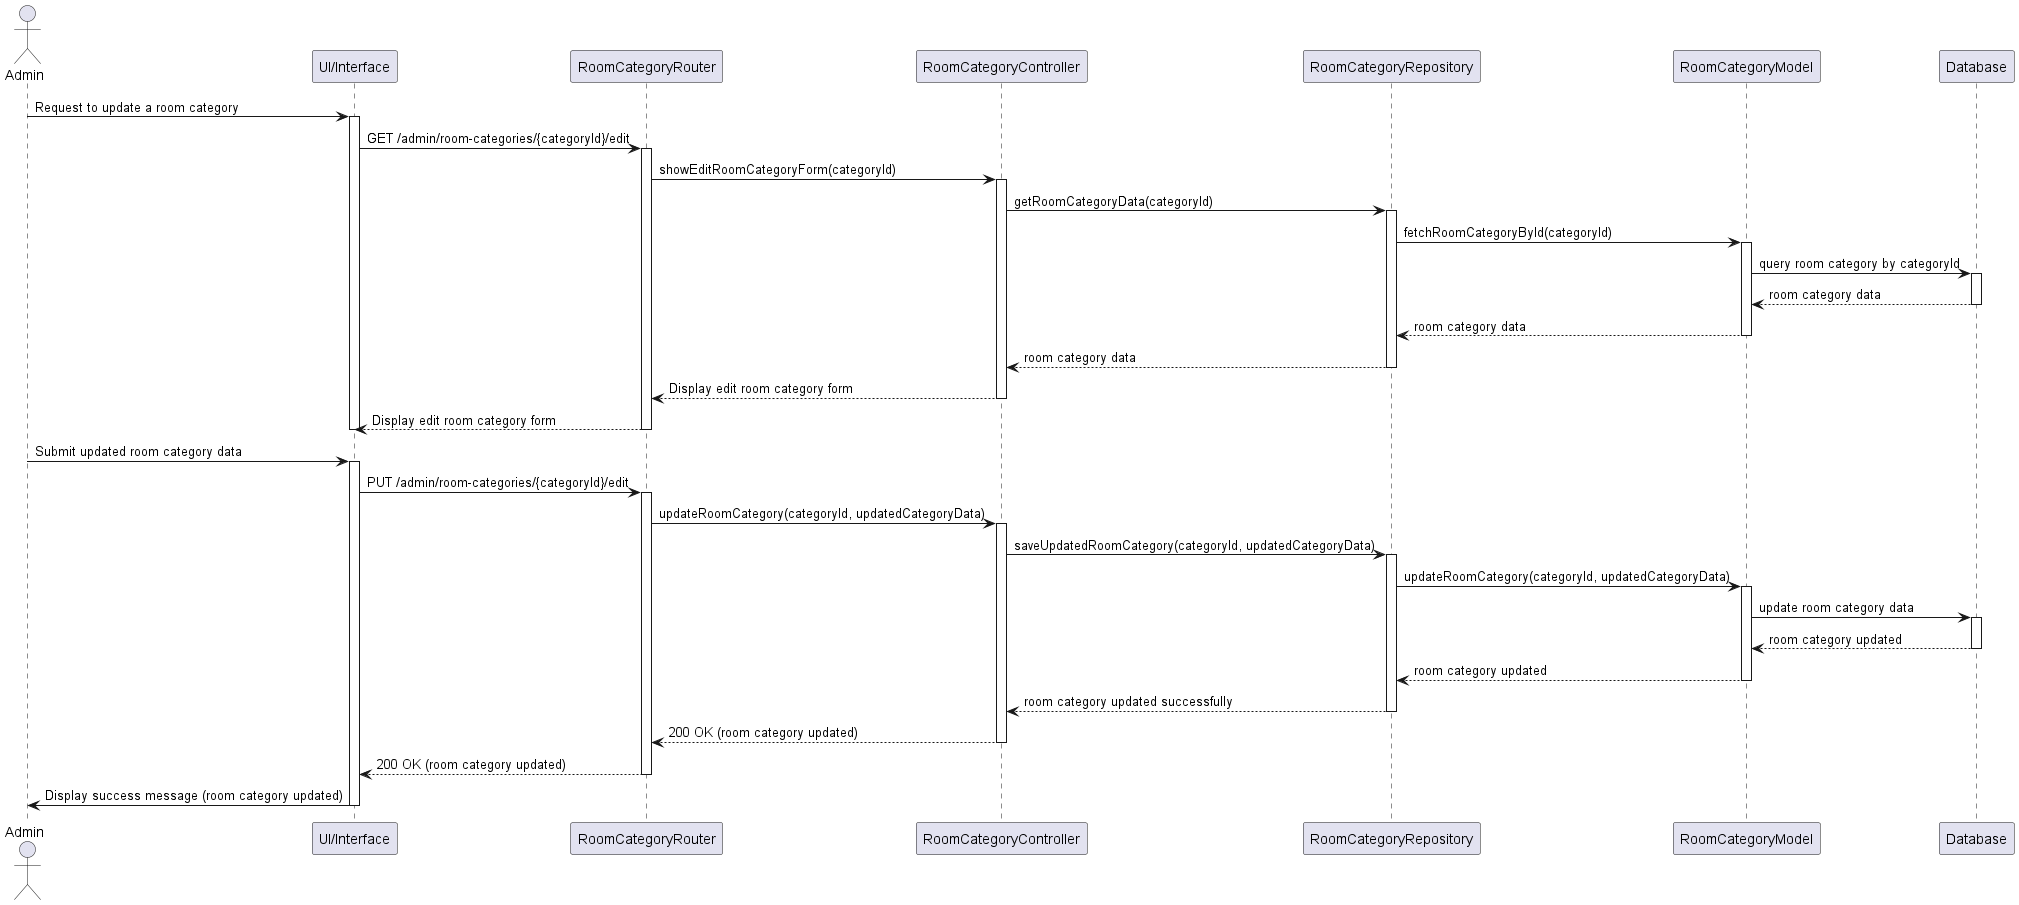 Admin
UI/Interface
RoomCategoryRouter
RoomCategoryController
RoomCategoryRepository
RoomCategoryModel
Database
Request to update a room category
GET /admin/room-categories/{categoryId}/edit
showEditRoomCategoryForm(categoryId)
getRoomCategoryData(categoryId)
fetchRoomCategoryById(categoryId)
query room category by categoryId
room category data
room category data
room category data
Display edit room category form
Display edit room category form
Submit updated room category data
PUT /admin/room-categories/{categoryId}/edit
updateRoomCategory(categoryId, updatedCategoryData)
saveUpdatedRoomCategory(categoryId, updatedCategoryData)
updateRoomCategory(categoryId, updatedCategoryData)
update room category data
room category updated
room category updated
room category updated successfully
200 OK (room category updated)
200 OK (room category updated)
Display success message (room category updated)
Admin
UI/Interface
RoomCategoryRouter
RoomCategoryController
RoomCategoryRepository
RoomCategoryModel
Database